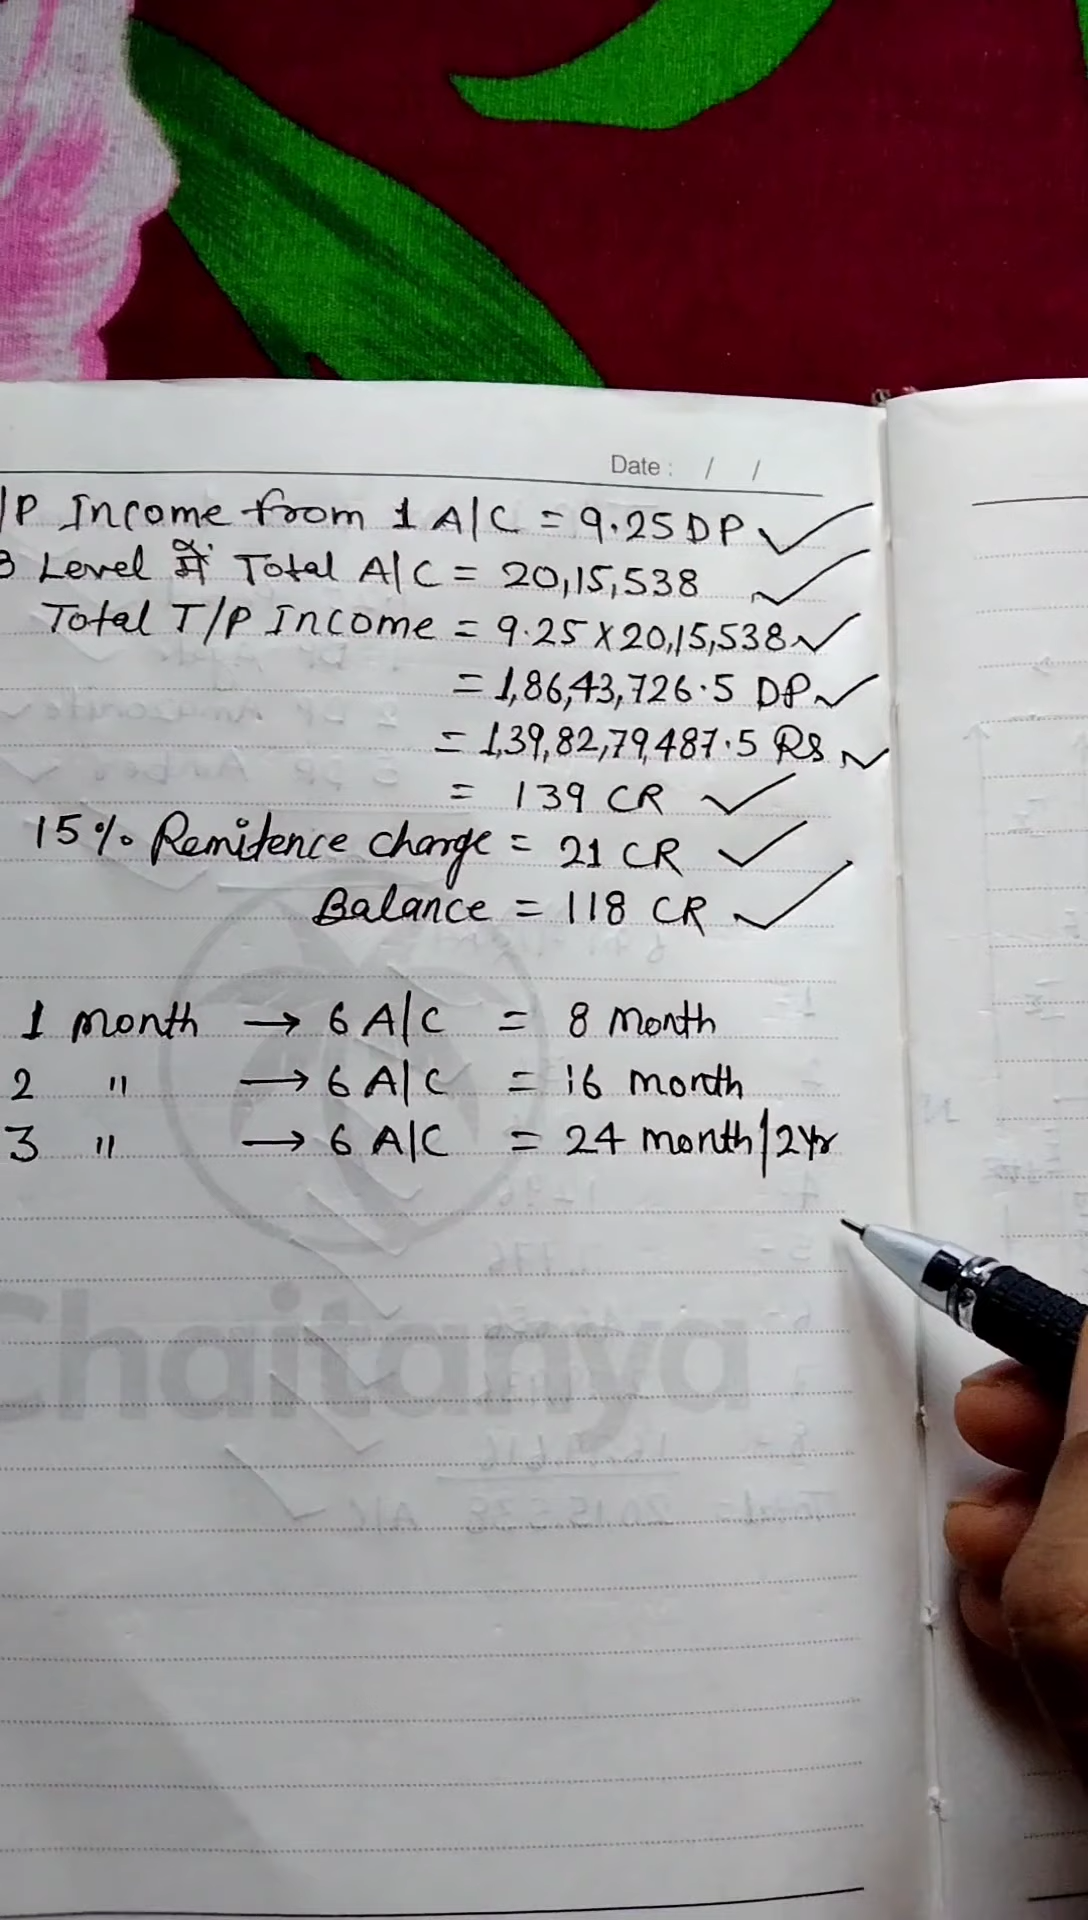 Date : / /
/P Income from 1 A/C = 9.25 DP
Level में Total A/C = 20,15,538
Total T/P Income = 9.25 X 20,15,538
= 1,86,43,726.5 DP
= 1,39,82,79,487.5 RS
= 139 CR
15% Remitence charge = 21 CR
Balance = 118 CR
1 month → 6 A/C = 8 month
2 " → 6 A/C = 16 month
3 " → 6 A/C = 24 month/2yr
Chaitanya